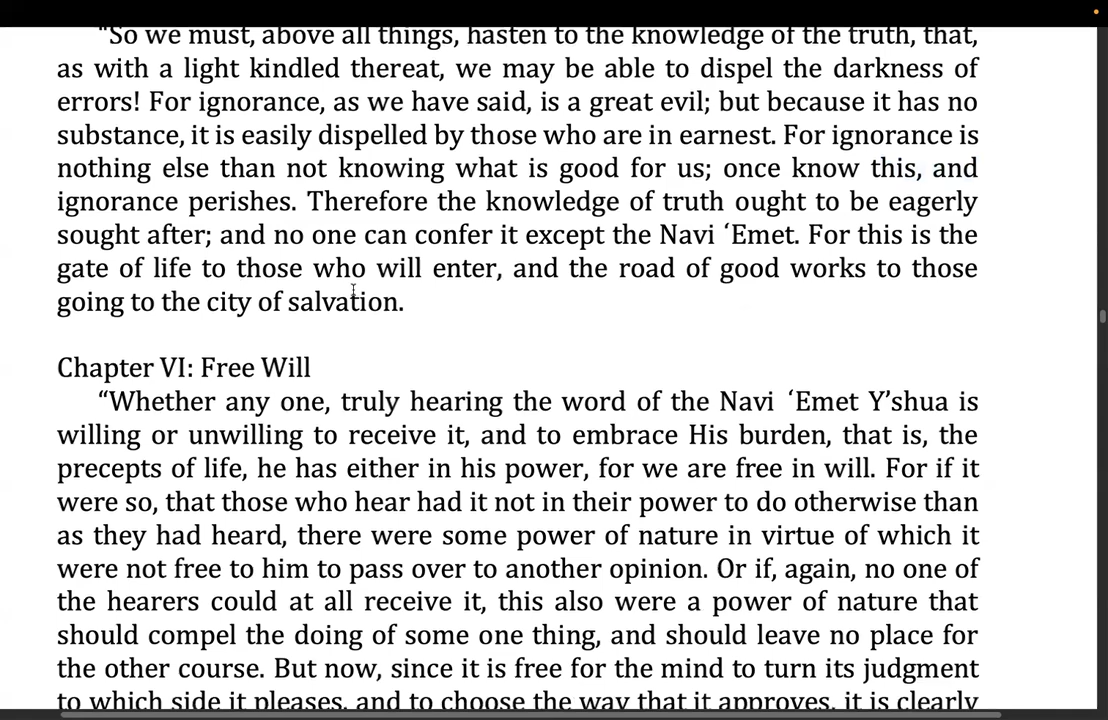 “So we must, above all things, hasten to the knowledge of the truth, that,
as with a light kindled thereat, we may be able to dispel the darkness of
errors! For ignorance, as we have said, is a great evil; but because it has no
substance, it is easily dispelled by those who are in earnest. For ignorance is
nothing else than not knowing what is good for us; once know this, and
ignorance perishes. Therefore the knowledge of truth ought to be eagerly
sought after; and no one can confer it except the Navi ‘Emet. For this is the
gate of life to those who will enter, and the road of good works to those
going to the city of salvation.
Chapter VI: Free Will
“Whether any one, truly hearing the word of the Navi ‘Emet Y’shua is
willing or unwilling to receive it, and to embrace His burden, that is, the
precepts of life, he has either in his power, for we are free in will. For if it
were so, that those who hear had it not in their power to do otherwise than
as they had heard, there were some power of nature in virtue of which it
were not free to him to pass over to another opinion. Or if, again, no one of
the hearers could at all receive it, this also were a power of nature that
should compel the doing of some one thing, and should leave no place for
the other course. But now, since it is free for the mind to turn its judgment
to which side it pleases, and to choose the way that it approves, it is clearly